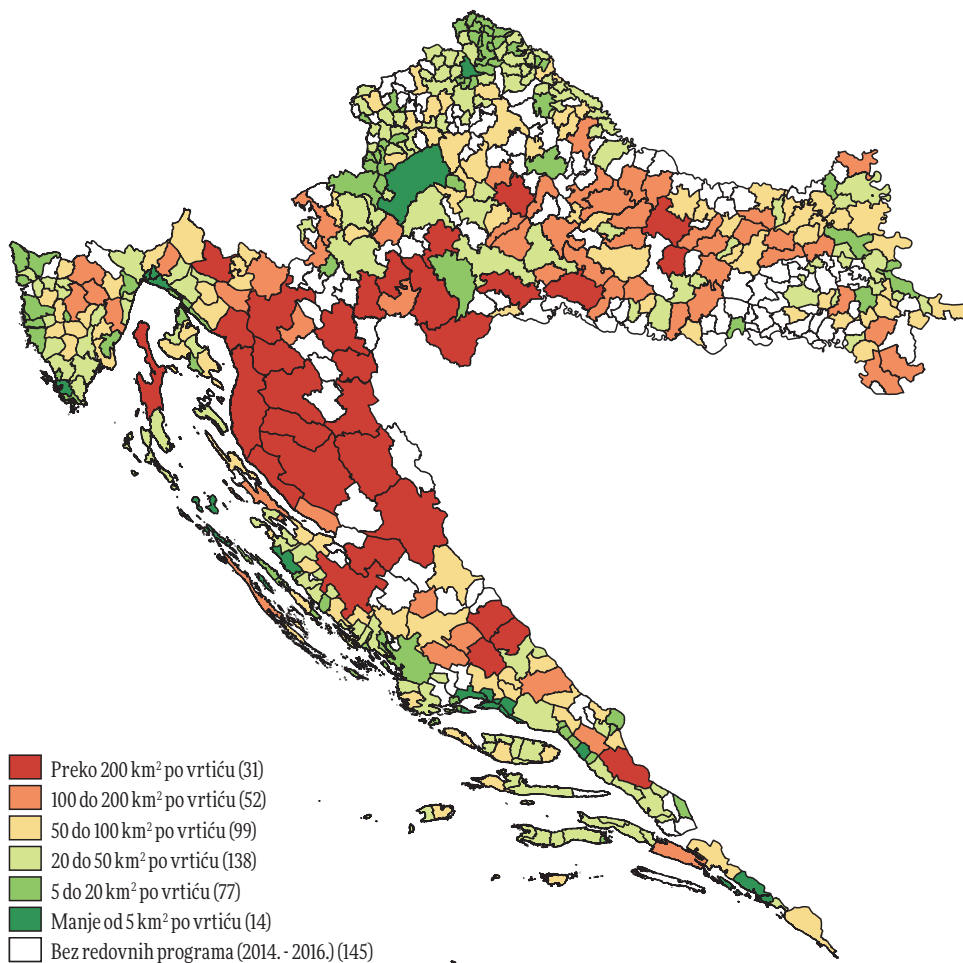 Preko 200 km² po vrtiću (31)
100 do 200 km² po vrtiću (52)
50 do 100 km² po vrtiću (99)
20 do 50 km² po vrtiću (138)
5 do 20 km² po vrtiću (77)
Manje od 5 km² po vrtiću (14)
Bez redovnih programa (2014. - 2016.) (145)